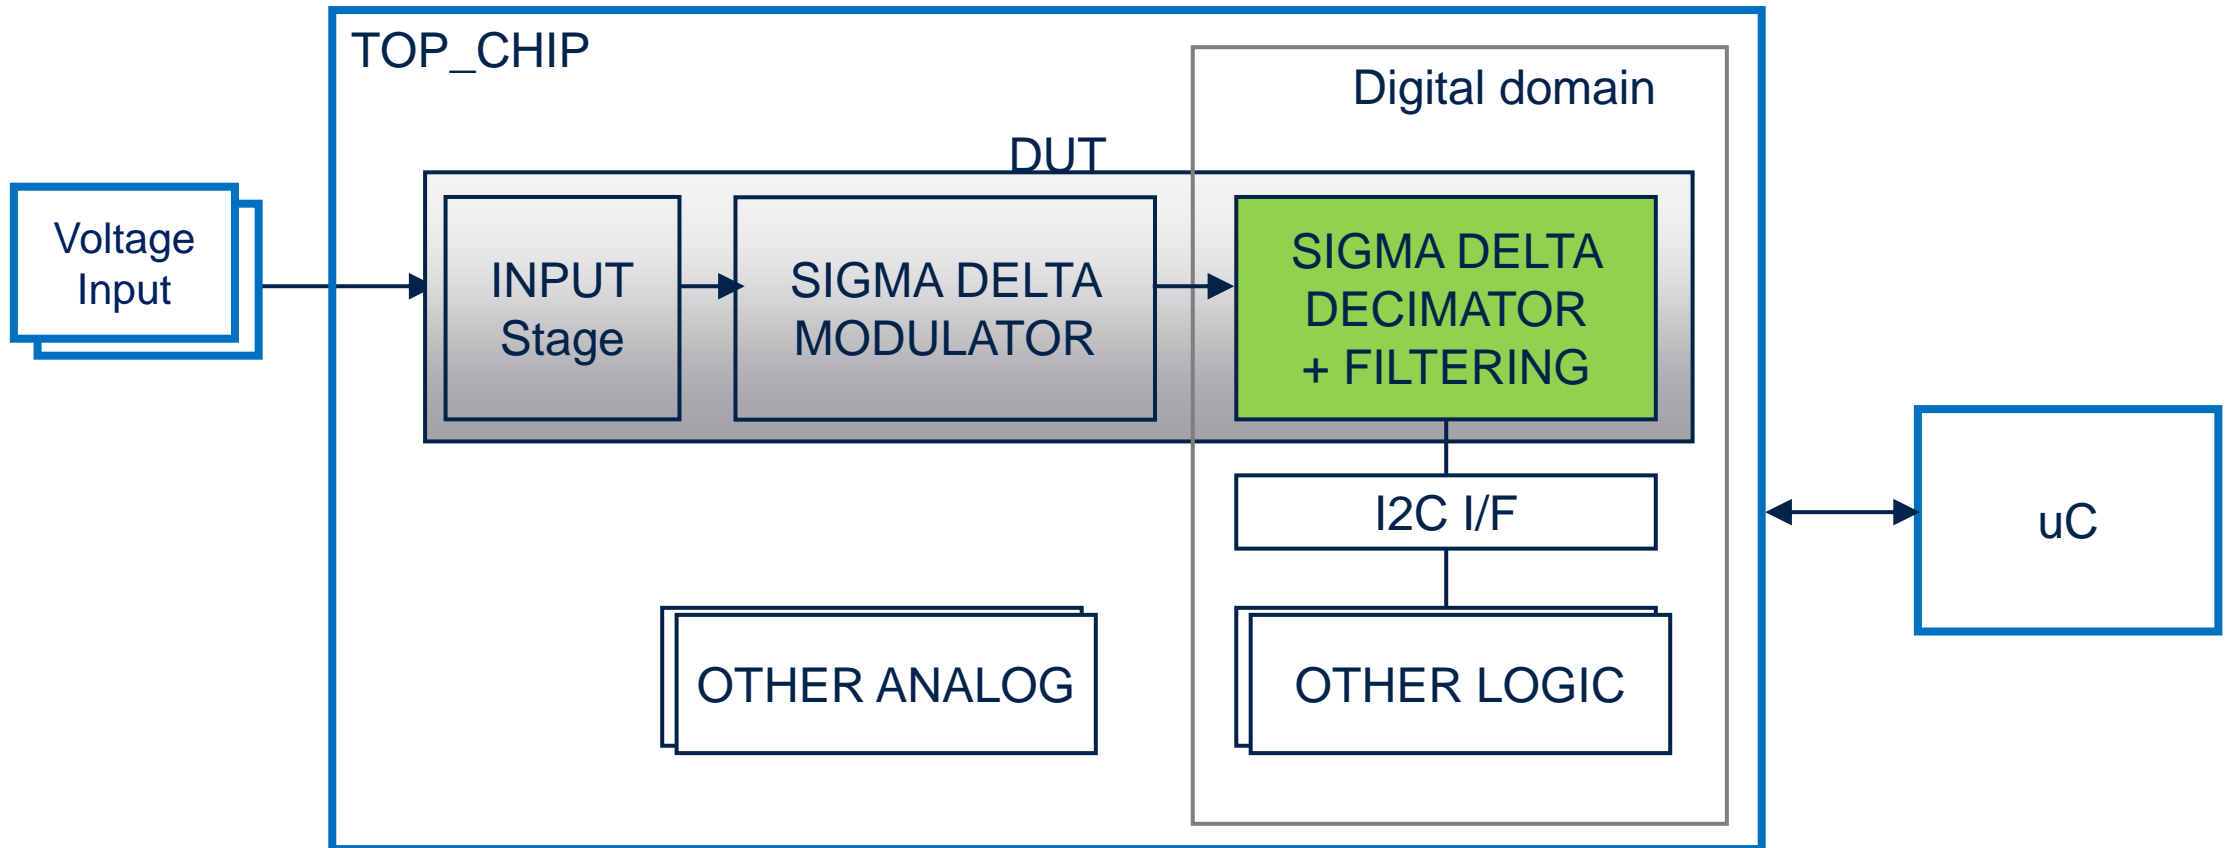 TOP_CHIP
Digital domain
DUT
Voltage
Input
INPUT
Stage
SIGMA DELTA
MODULATOR
SIGMA DELTA
DECIMATOR
+ FILTERING
I2C I/F
uC
OTHER ANALOG
OTHER LOGIC